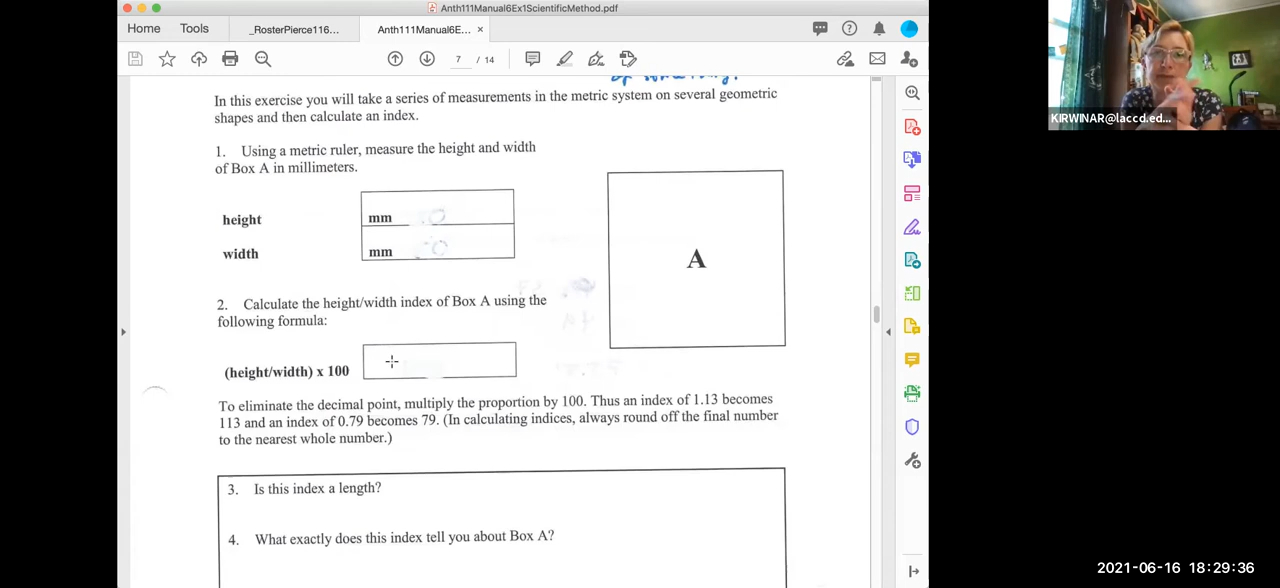 Anth111Manual6Ex1ScientificMethod.pdf
Home Tools _RosterPierce116... Anth111Manual6E... ×
7 / 14
KIRWINAR@laccd.ed...
In this exercise you will take a series of measurements in the metric system on several geometric
shapes and then calculate an index.
1. Using a metric ruler, measure the height and width
of Box A in millimeters.
height mm
width mm
A
2. Calculate the height/width index of Box A using the
following formula:
(height/width) x 100
To eliminate the decimal point, multiply the proportion by 100. Thus an index of 1.13 becomes
113 and an index of 0.79 becomes 79. (In calculating indices, always round off the final number
to the nearest whole number.)
3. Is this index a length?
4. What exactly does this index tell you about Box A?
2021-06-16 18:29:36